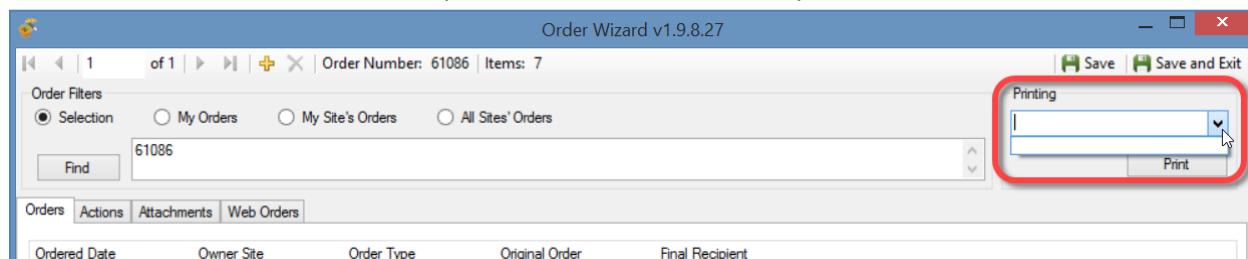 Order Wizard v1.9.8.27
1 of 1 Order Number: 61086 Items: 7 Save Save and Exit
Order Filters Printing
Selection My Orders My Site's Orders All Sites' Orders
61086
Find Print
Orders Actions Attachments Web Orders
Ordered Date Owner Site Order Type Original Order Final Recipient